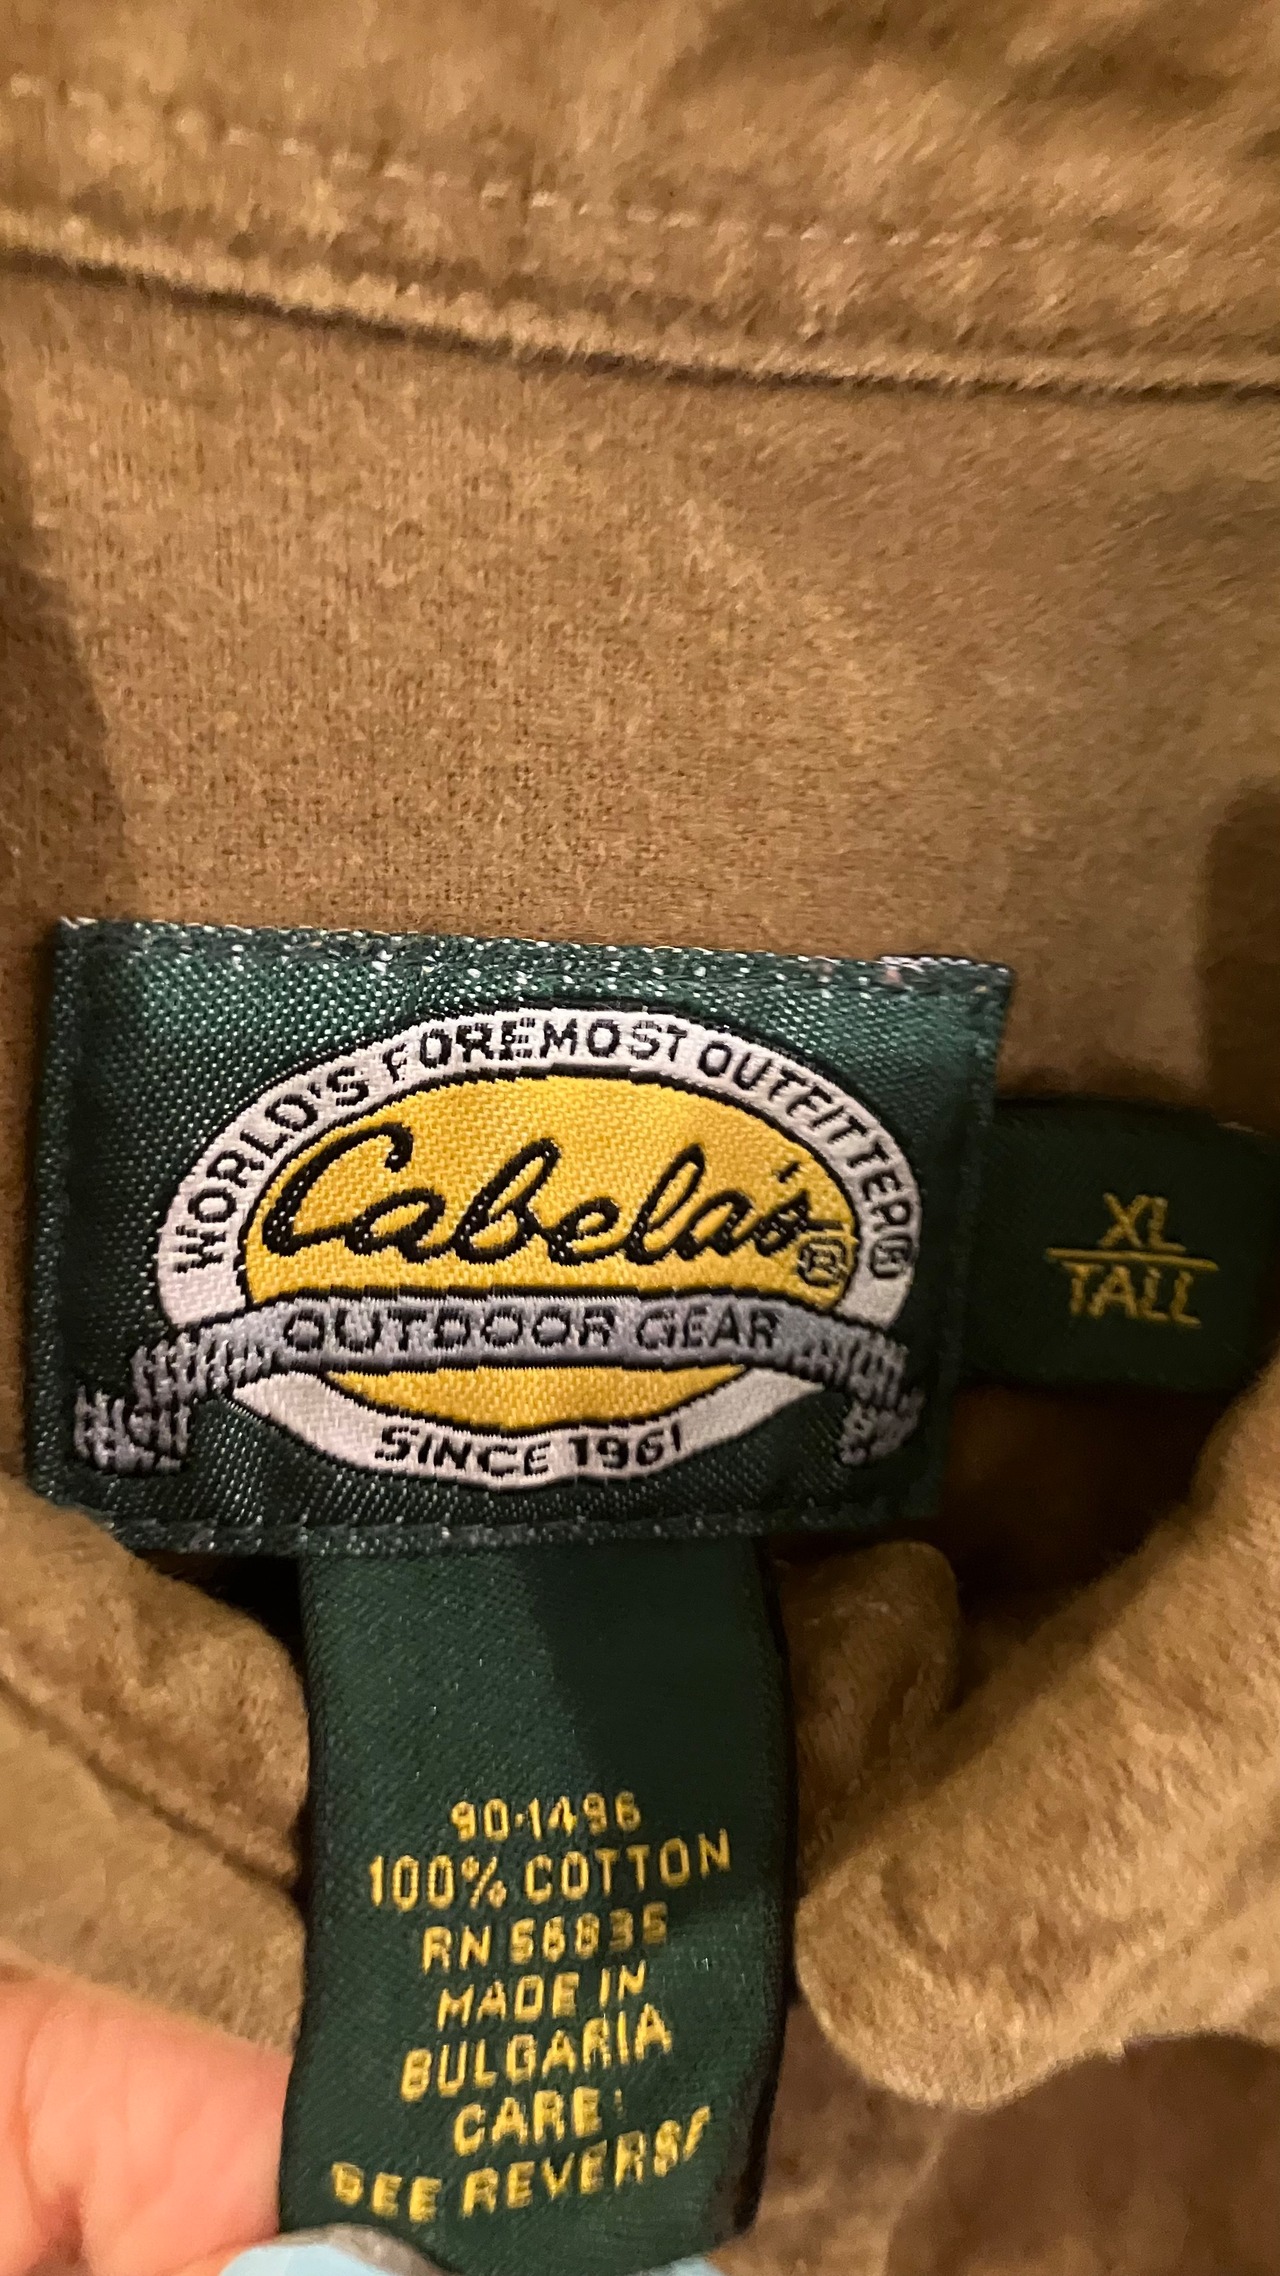 WORLD'S FOREMOST OUTFITTER®
Cabela's®
OUTDOOR GEAR
SINCE 1961
XL
TALL
90-1496
100% COTTON
RN 56835
MADE IN
BULGARIA
CARE:
SEE REVERSE